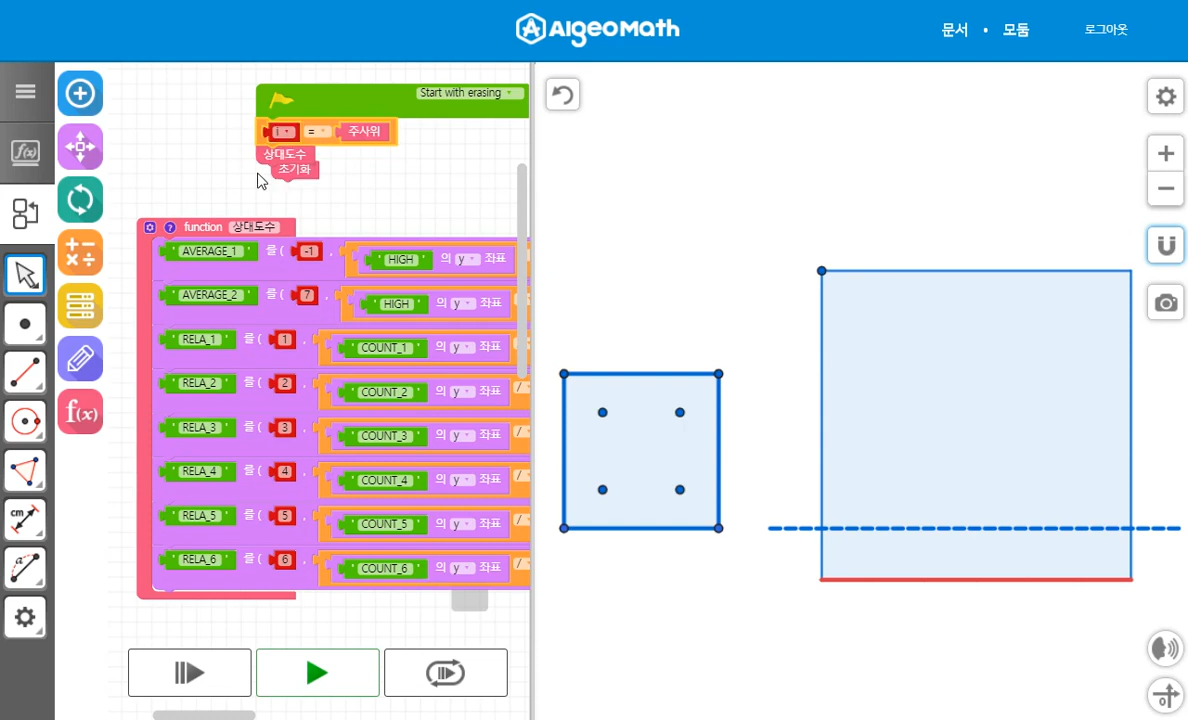 AlgeoMath
문서 • 모둠
로그아웃
f(x)
Start with erasing
i = 주사위
상대도수
초기화
function 상대도수
' AVERAGE_1 ' 를 ( -1 , ' HIGH ' 의 y 좌표
' AVERAGE_2 ' 를 ( 7 , ' HIGH ' 의 y 좌표
' RELA_1 ' 를 ( 1 , ' COUNT_1 ' 의 y 좌표
' RELA_2 ' 를 ( 2 , ' COUNT_2 ' 의 y 좌표 /
' RELA_3 ' 를 ( 3 , ' COUNT_3 ' 의 y 좌표 /
' RELA_4 ' 를 ( 4 , ' COUNT_4 ' 의 y 좌표 /
' RELA_5 ' 를 ( 5 , ' COUNT_5 ' 의 y 좌표 /
' RELA_6 ' 를 ( 6 , ' COUNT_6 ' 의 y 좌표 /
f(x)
cm
a